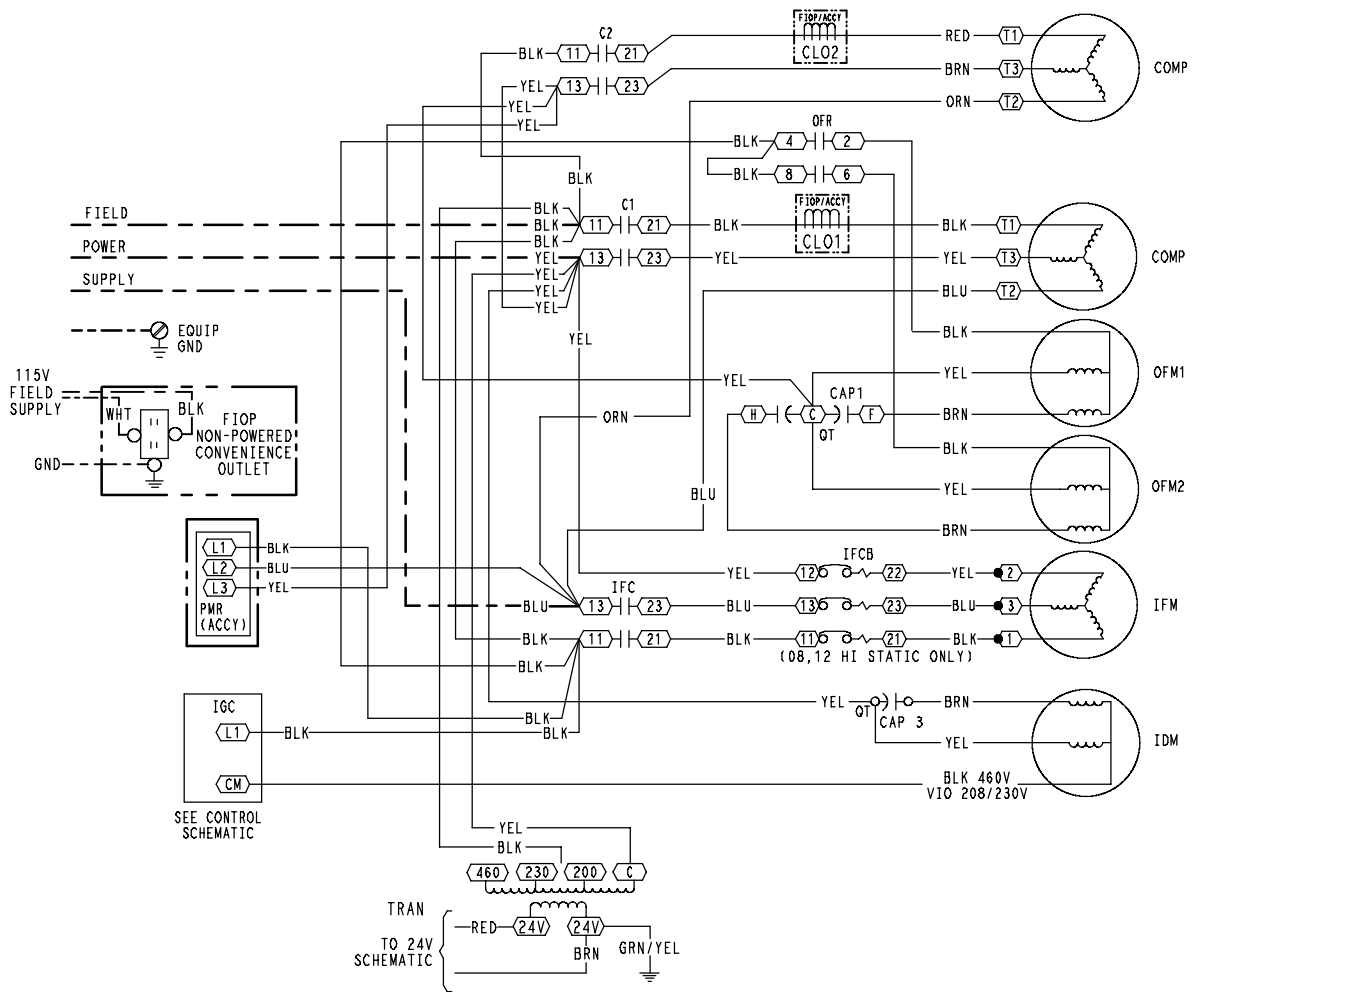 FIOP/ACCY
CLO2
C2
BLK 11 21
RED T1
YEL 13 23
BRN T3
COMP
YEL
ORN T2
YEL
OFR
BLK 4 2
BLK
BLK 8 6
FIOP/ACCY
CLO1
FIELD
BLK
C1
BLK 11 21 BLK
BLK T1
BLK
POWER
YEL 13 23 YEL
YEL T3
COMP
YEL
SUPPLY
YEL
BLU T2
YEL
EQUIP
GND
YEL
BLK
115V
FIELD
SUPPLY
WHT
BLK
FIOP
NON-POWERED
CONVENIENCE
OUTLET
GND
YEL
YEL
OFM1
CAP1
ORN
H C F
BRN
QT
BLK
BLU
YEL
OFM2
BRN
L1 BLK
L2 BLU
L3 YEL
PMR
(ACCY)
IFCB
YEL 12 22 YEL 2
IFC
BLU 13 23 BLU 13 23 BLU 3
IFM
BLK 11 21 BLK 11 21 BLK 1
(08,12 HI STATIC ONLY)
BLK
IGC
L1 BLK
BLK
BLK
YEL
QT
CAP 3
BRN
YEL
IDM
CM
BLK 460V
VIO 208/230V
SEE CONTROL
SCHEMATIC
YEL
BLK
460 230 200 C
TRAN
RED 24V 24V
TO 24V
SCHEMATIC
BRN
GRN/YEL